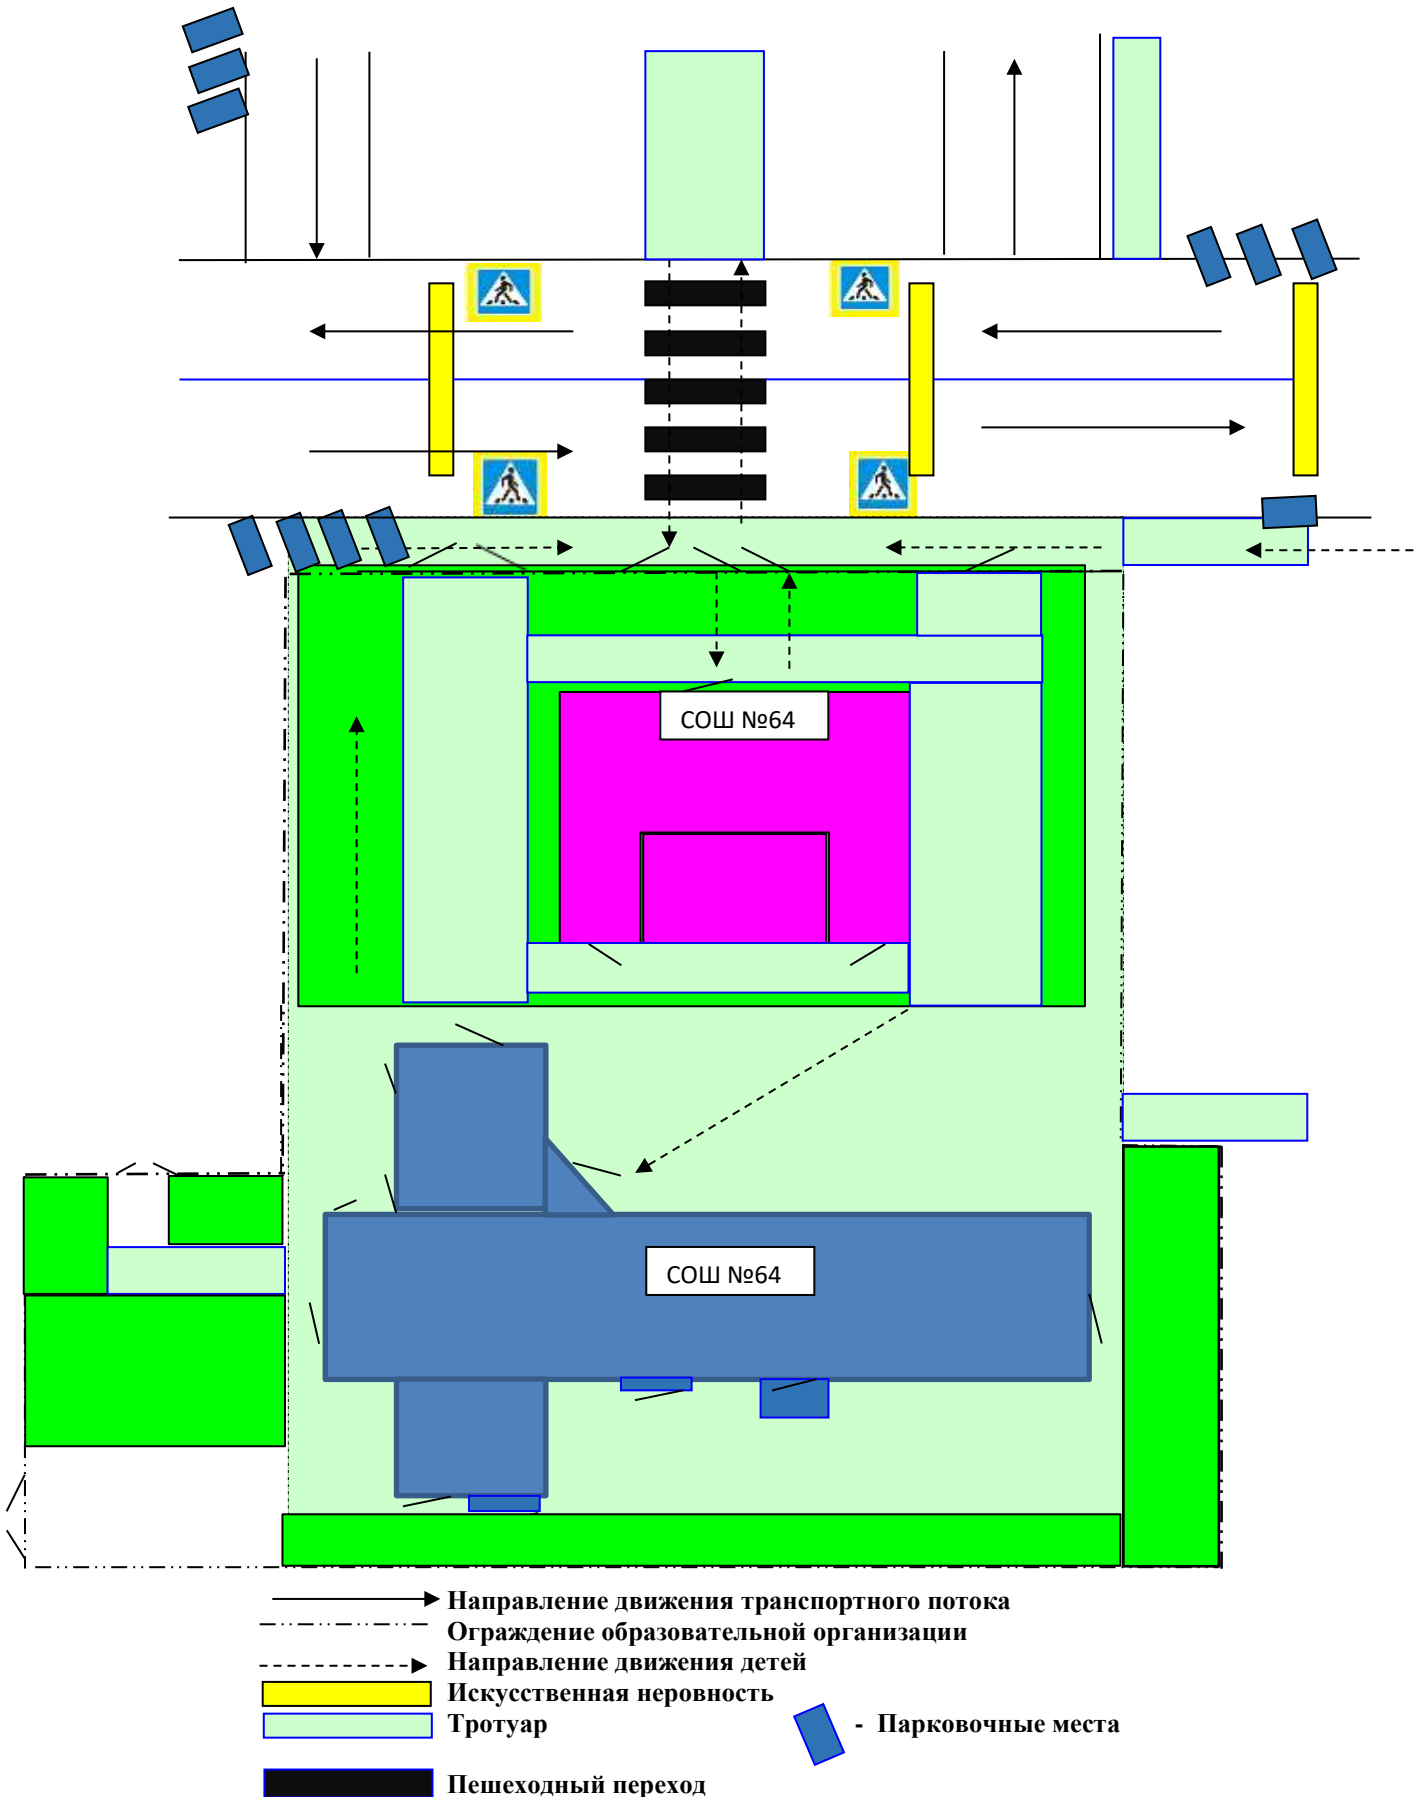 СОШ №64
СОШ №64
Направление движения транспортного потока
Ограждение образовательной организации
Направление движения детей
Искусственная неровность
Тротуар
- Парковочные места
Пешеходный переход